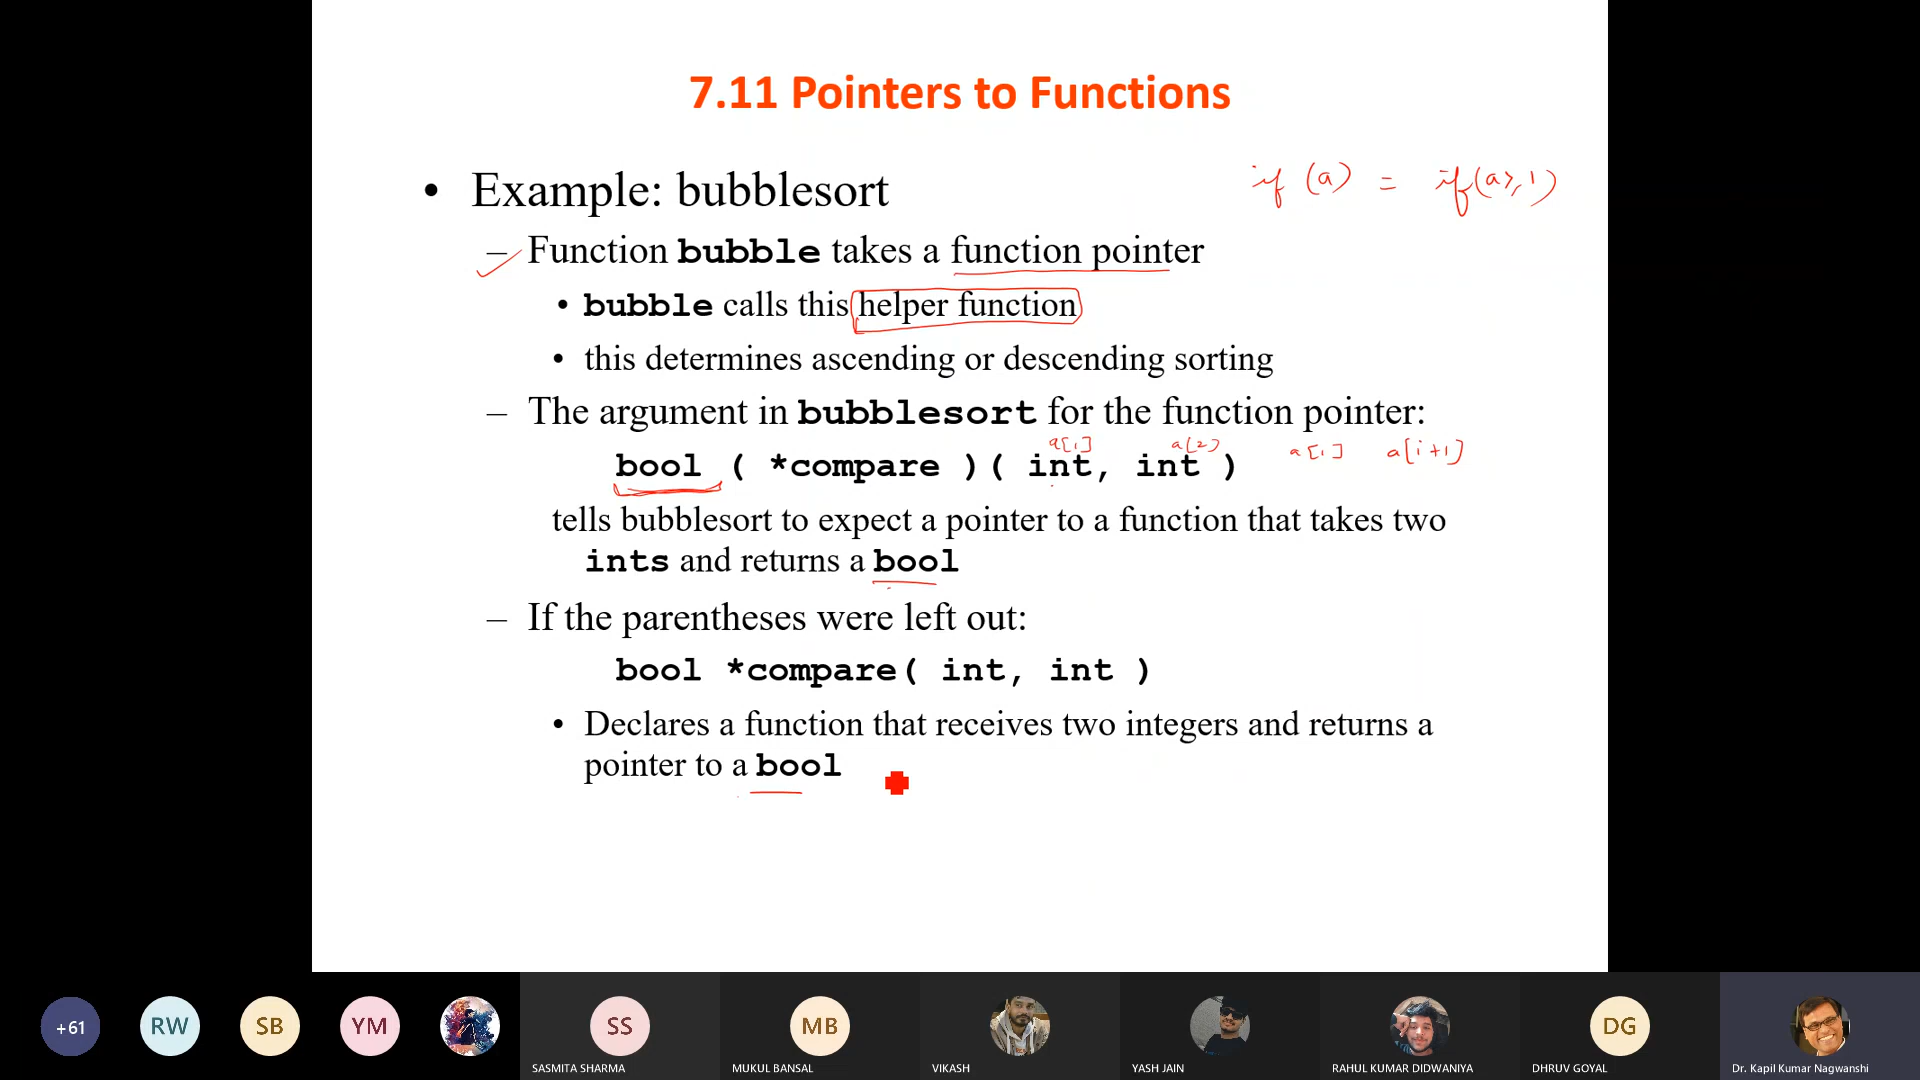 7.11 Pointers to Functions
• Example: bubblesort
if (a) = if(a>,1)
– Function bubble takes a function pointer
• bubble calls this helper function
• this determines ascending or descending sorting
– The argument in bubblesort for the function pointer:
a[1] a[2] a[i] a[i+1]
bool ( *compare )( int, int )
tells bubblesort to expect a pointer to a function that takes two
ints and returns a bool
– If the parentheses were left out:
bool *compare( int, int )
• Declares a function that receives two integers and returns a
pointer to a bool
+61 RW SB YM SS MB DG
SASMITA SHARMA MUKUL BANSAL VIKASH YASH JAIN RAHUL KUMAR DIDWANIYA DHRUV GOYAL Dr. Kapil Kumar Nagwanshi